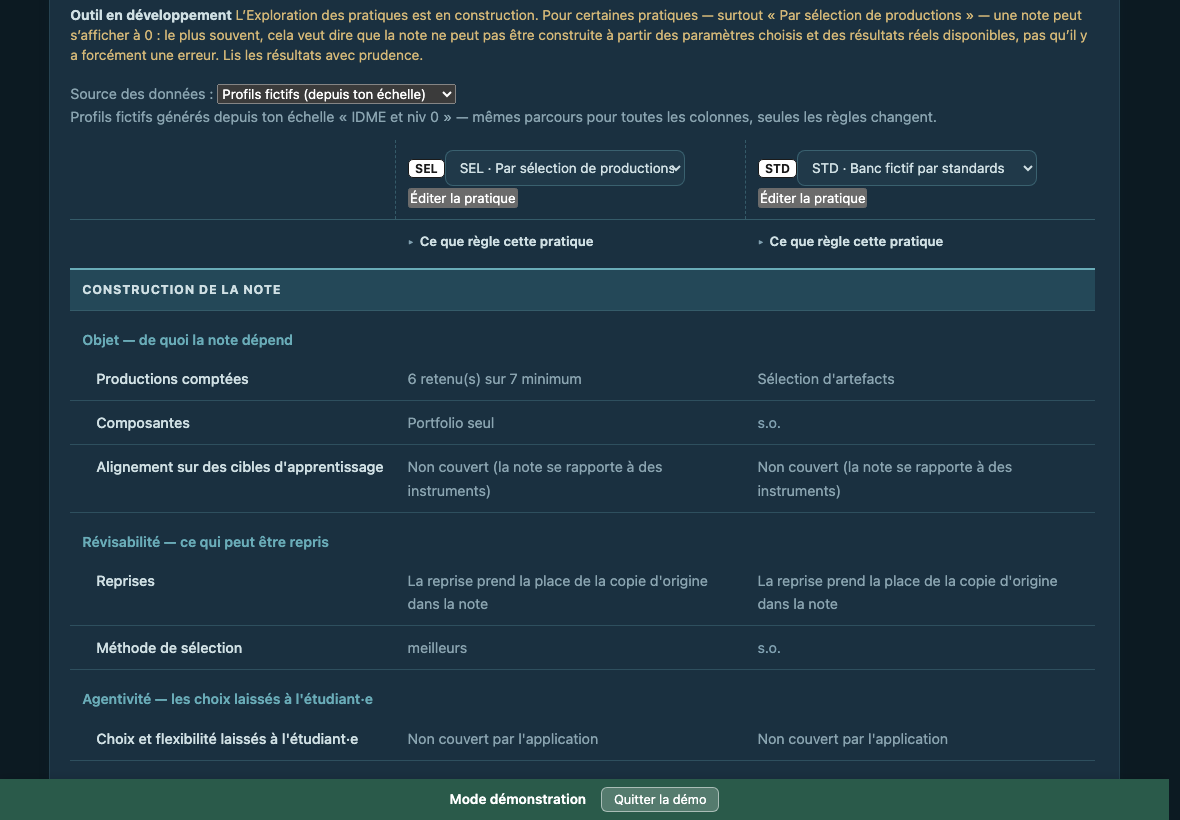 Outil en développement L’Exploration des pratiques est en construction. Pour certaines pratiques — surtout « Par sélection de productions » — une note peut
s’afficher à 0 : le plus souvent, cela veut dire que la note ne peut pas être construite à partir des paramètres choisis et des résultats réels disponibles, pas qu’il y
a forcément une erreur. Lis les résultats avec prudence.
Source des données : Profils fictifs (depuis ton échelle)
Profils fictifs générés depuis ton échelle « IDME et niv 0 » — mêmes parcours pour toutes les colonnes, seules les règles changent.
SEL SEL · Par sélection de productions STD STD · Banc fictif par standards
Éditer la pratique Éditer la pratique
▸ Ce que règle cette pratique ▸ Ce que règle cette pratique
CONSTRUCTION DE LA NOTE
Objet — de quoi la note dépend
Productions comptées 6 retenu(s) sur 7 minimum Sélection d'artefacts
Composantes Portfolio seul s.o.
Alignement sur des cibles d'apprentissage Non couvert (la note se rapporte à des Non couvert (la note se rapporte à des
instruments) instruments)
Révisabilité — ce qui peut être repris
Reprises La reprise prend la place de la copie d'origine La reprise prend la place de la copie d'origine
dans la note dans la note
Méthode de sélection meilleurs s.o.
Agentivité — les choix laissés à l'étudiant·e
Choix et flexibilité laissés à l'étudiant·e Non couvert par l'application Non couvert par l'application
Mode démonstration Quitter la démo